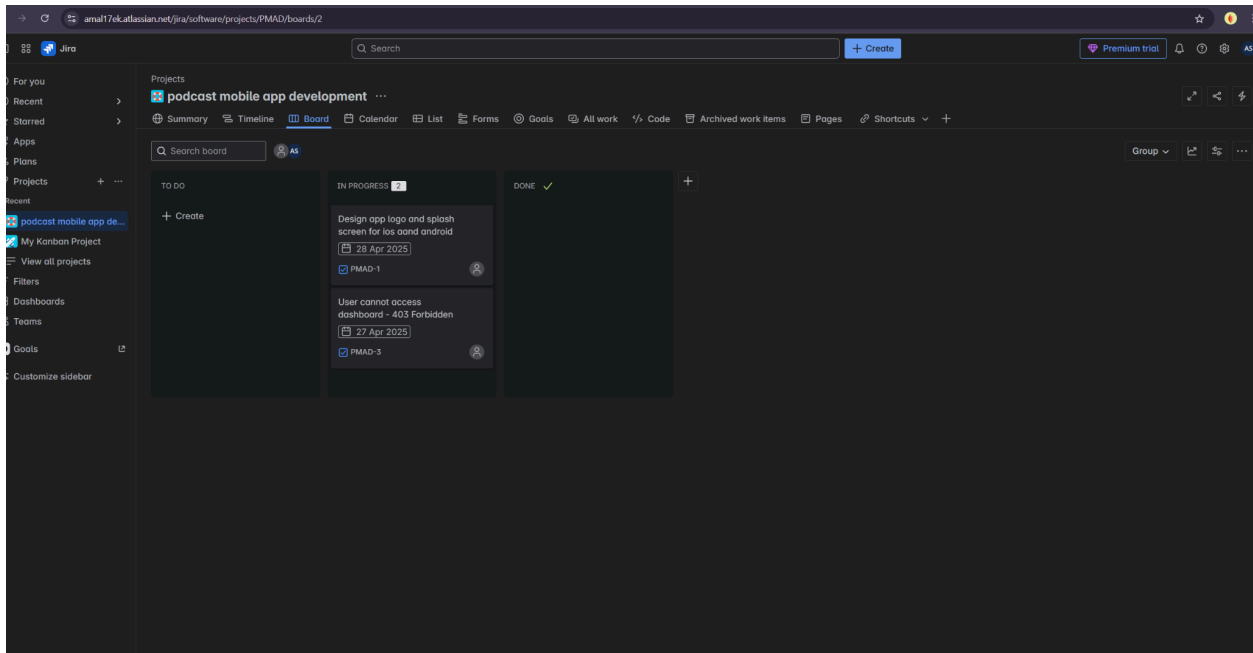 amal17ek.atlassian.net/jira/software/projects/PMAD/boards/2
Jira
Search
+ Create
Premium trial
AS
For you
Recent
Starred
Apps
Plans
Projects
Recent
podcast mobile app de...
My Kanban Project
View all projects
Filters
Dashboards
Teams
Goals
Customize sidebar
Projects
podcast mobile app development
Summary Timeline Board Calendar List Forms Goals All work Code Archived work items Pages Shortcuts
Search board
AS
Group
TO DO
+ Create
IN PROGRESS 2
Design app logo and splash
screen for ios aand android
28 Apr 2025
PMAD-1
User cannot access
dashboard - 403 Forbidden
27 Apr 2025
PMAD-3
DONE